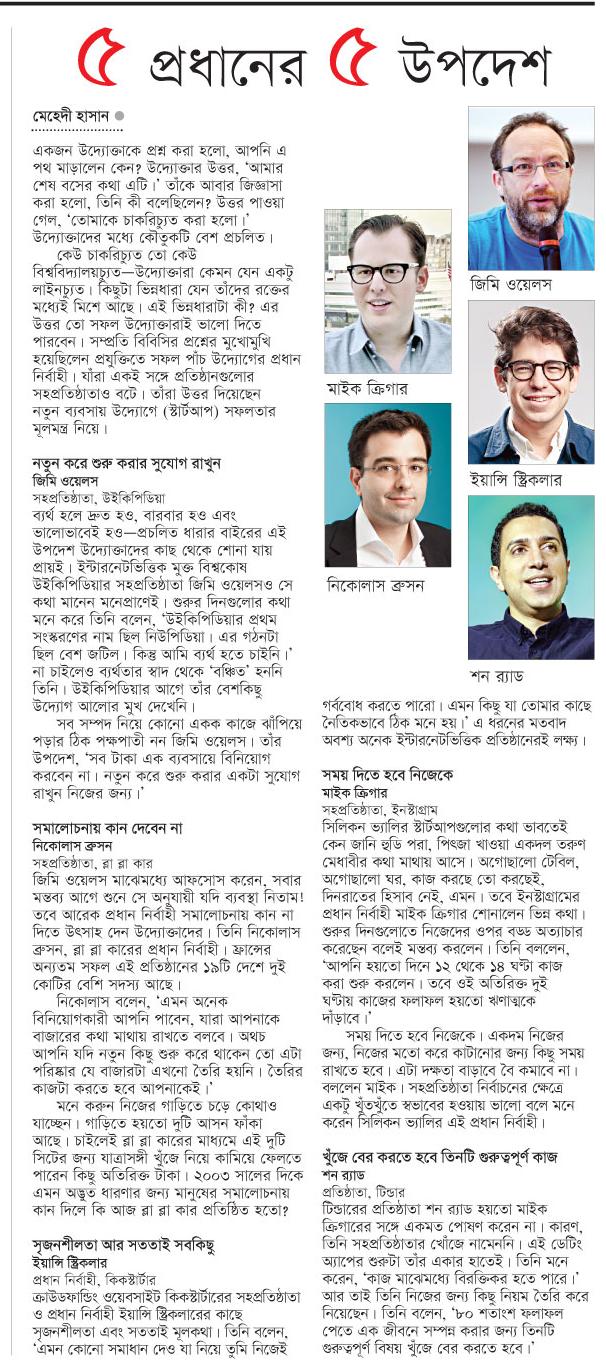 ৫ প্রধানের ৫ উপদেশ
মেহেদী হাসান
একজন উদ্যোক্তাকে প্রশ্ন করা হলো, আপনি এ
পথ মাড়ালেন কেন? উদ্যোক্তার উত্তর, ‘আমার
শেষ বসের কথা এটি।’ তাঁকে আবার জিজ্ঞাসা
করা হলো, তিনি কী বলেছিলেন? উত্তর পাওয়া
গেল, ‘তোমাকে চাকরিচ্যুত করা হলো।’
উদ্যোক্তাদের মধ্যে কৌতুকটি বেশ প্রচলিত।
কেউ চাকরিচ্যুত তো কেউ
বিশ্ববিদ্যালয়চ্যুত—উদ্যোক্তারা কেমন যেন একটু
লাইনচ্যুত। কিছুটা ভিন্নধারা যেন তাঁদের রক্তের
মধ্যেই মিশে আছে। এই ভিন্নধারাটা কী? এর
উত্তর তো সফল উদ্যোক্তারাই ভালো দিতে
পারবেন। সম্প্রতি বিবিসির প্রশ্নের মুখোমুখি
হয়েছিলেন প্রযুক্তিতে সফল পাঁচ উদ্যোগের প্রধান
নির্বাহী। যাঁরা একই সঙ্গে প্রতিষ্ঠানগুলোর
সহপ্রতিষ্ঠাতাও বটে। তাঁরা উত্তর দিয়েছেন
নতুন ব্যবসায় উদ্যোগে (স্টার্টআপ) সফলতার
মূলমন্ত্র নিয়ে।
নতুন করে শুরু করার সুযোগ রাখুন
জিমি ওয়েলস
সহপ্রতিষ্ঠাতা, উইকিপিডিয়া
ব্যর্থ হলে দ্রুত হও, বারবার হও এবং
ভালোভাবেই হও—প্রচলিত ধারার বাইরের এই
উপদেশ উদ্যোক্তাদের কাছ থেকে শোনা যায়
প্রায়ই। ইন্টারনেটভিত্তিক মুক্ত বিশ্বকোষ
উইকিপিডিয়ার সহপ্রতিষ্ঠাতা জিমি ওয়েলসও সে
কথা মানেন মনেপ্রাণেই। শুরুর দিনগুলোর কথা
মনে করে তিনি বলেন, ‘উইকিপিডিয়ার প্রথম
সংস্করণের নাম ছিল নিউপিডিয়া। এর গঠনটা
ছিল বেশ জটিল। কিন্তু আমি ব্যর্থ হতে চাইনি।’
না চাইলেও ব্যর্থতার স্বাদ থেকে ‘বঞ্চিত’ হননি
তিনি। উইকিপিডিয়ার আগে তাঁর বেশকিছু
উদ্যোগ আলোর মুখ দেখেনি।
সব সম্পদ নিয়ে কোনো একক কাজে ঝাঁপিয়ে
পড়ার ঠিক পক্ষপাতী নন জিমি ওয়েলস। তাঁর
উপদেশ, ‘সব টাকা এক ব্যবসায়ে বিনিয়োগ
করবেন না। নতুন করে শুরু করার একটা সুযোগ
রাখুন নিজের জন্য।’
সমালোচনায় কান দেবেন না
নিকোলাস ব্রুসন
সহপ্রতিষ্ঠাতা, ব্লা ব্লা কার
জিমি ওয়েলস মাঝেমধ্যে আফসোস করেন, সবার
মন্তব্য আগে শুনে সে অনুযায়ী যদি ব্যবস্থা নিতাম!
তবে আরেক প্রধান নির্বাহী সমালোচনায় কান না
দিতে উৎসাহ দেন উদ্যোক্তাদের। তিনি নিকোলাস
ব্রুসন, ব্লা ব্লা কারের প্রধান নির্বাহী। ফ্রান্সের
অন্যতম সফল এই প্রতিষ্ঠানের ১৯টি দেশে দুই
কোটির বেশি সদস্য আছে।
নিকোলাস বলেন, ‘এমন অনেক
বিনিয়োগকারী আপনি পাবেন, যারা আপনাকে
বাজারের কথা মাথায় রাখতে বলবে। অথচ
আপনি যদি নতুন কিছু শুরু করে থাকেন তো এটা
পরিষ্কার যে বাজারটা এখনো তৈরি হয়নি। তৈরির
কাজটা করতে হবে আপনাকেই।’
মনে করুন নিজের গাড়িতে চড়ে কোথাও
যাচ্ছেন। গাড়িতে হয়তো দুটি আসন ফাঁকা
আছে। চাইলেই ব্লা ব্লা কারের মাধ্যমে এই দুটি
সিটের জন্য যাত্রাসঙ্গী খুঁজে নিয়ে কামিয়ে ফেলতে
পারেন কিছু অতিরিক্ত টাকা। ২০০৩ সালের দিকে
এমন অদ্ভুত ধারণার জন্য মানুষের সমালোচনায়
কান দিলে কি আজ ব্লা ব্লা কার প্রতিষ্ঠিত হতো?
সৃজনশীলতা আর সততাই সবকিছু
ইয়ান্সি স্ট্রিকলার
প্রধান নির্বাহী, কিকস্টার্টার
ক্রাউডফান্ডিং ওয়েবসাইট কিকস্টার্টারের সহপ্রতিষ্ঠাতা
ও প্রধান নির্বাহী ইয়ান্সি স্ট্রিকলারের কাছে
সৃজনশীলতা এবং সততাই মূলকথা। তিনি বলেন,
‘এমন কোনো সমাধান দেও যা নিয়ে তুমি নিজেই
জিমি ওয়েলস
মাইক ক্রিগার
ইয়ান্সি স্ট্রিকলার
নিকোলাস ব্রুসন
শন র‍্যাড
গর্ববোধ করতে পারো। এমন কিছু যা তোমার কাছে
নৈতিকভাবে ঠিক মনে হয়।’ এ ধরনের মতবাদ
অবশ্য অনেক ইন্টারনেটভিত্তিক প্রতিষ্ঠানেরই লক্ষ্য।
সময় দিতে হবে নিজেকে
মাইক ক্রিগার
সহপ্রতিষ্ঠাতা, ইনস্টাগ্রাম
সিলিকন ভ্যালির স্টার্টআপগুলোর কথা ভাবতেই
কেন জানি হুডি পরা, পিৎজা খাওয়া একদল তরুণ
মেধাবীর কথা মাথায় আসে। অগোছালো টেবিল,
অগোছালো ঘর, কাজ করছে তো করছেই,
দিনরাতের হিসাব নেই, এমন। তবে ইনস্টাগ্রামের
প্রধান নির্বাহী মাইক ক্রিগার শোনালেন ভিন্ন কথা।
শুরুর দিনগুলোতে নিজেদের ওপর বড্ড অত্যাচার
করেছেন বলেই মন্তব্য করলেন। তিনি বললেন,
‘আপনি হয়তো দিনে ১২ থেকে ১৪ ঘণ্টা কাজ
করা শুরু করলেন। তবে ওই অতিরিক্ত দুই
ঘণ্টায় কাজের ফলাফল হয়তো ঋণাত্মকে
দাঁড়াবে।’
সময় দিতে হবে নিজেকে। একদম নিজের
জন্য, নিজের মতো করে কাটানোর জন্য কিছু সময়
রাখতে হবে। এটা দক্ষতা বাড়াবে বৈ কমাবে না।
বললেন মাইক। সহপ্রতিষ্ঠাতা নির্বাচনের ক্ষেত্রে
একটু খুঁতখুঁতে স্বভাবের হওয়ায় ভালো বলে মনে
করেন সিলিকন ভ্যালির এই প্রধান নির্বাহী।
খুঁজে বের করতে হবে তিনটি গুরুত্বপূর্ণ কাজ
শন র‍্যাড
প্রতিষ্ঠাতা, টিন্ডার
টিন্ডারের প্রতিষ্ঠাতা শন র‍্যাড হয়তো মাইক
ক্রিগারের সঙ্গে একমত পোষণ করেন না। কারণ,
তিনি সহপ্রতিষ্ঠাতার খোঁজে নামেননি। এই ডেটিং
অ্যাপের শুরুটা তাঁর একার হাতেই। তিনি মনে
করেন, ‘কাজ মাঝেমধ্যে বিরক্তিকর হতে পারে।’
আর তাই তিনি নিজের জন্য কিছু নিয়ম তৈরি করে
নিয়েছেন। তিনি বলেন, ‘৮০ শতাংশ ফলাফল
পেতে এক জীবনে সম্পন্ন করার জন্য তিনটি
গুরুত্বপূর্ণ বিষয় খুঁজে বের করতে হবে।’